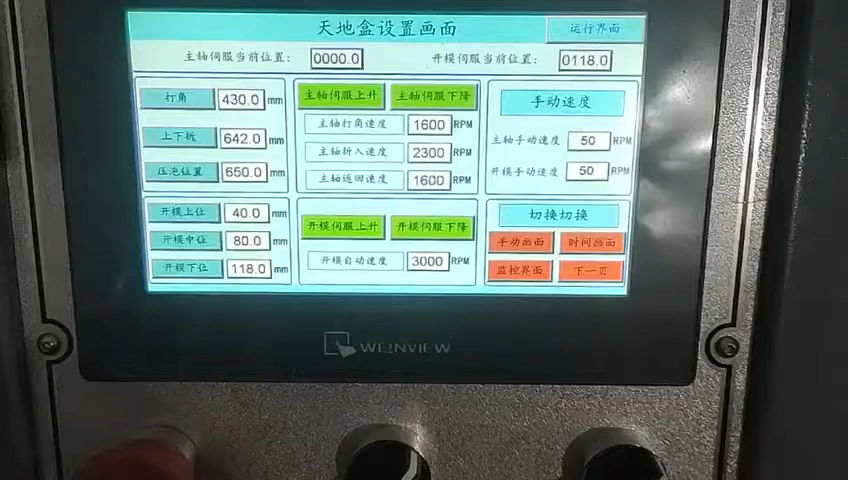 天地盒设置画面 运行界面
主轴伺服当前位置: 0000.0 开模伺服当前位置: 0118.0
打角 430.0 mm
上下折 642.0 mm
压泡位置 650.0 mm
主轴伺服上升 主轴伺服下降
主轴打角速度 1600 RPM
主轴折入速度 2300 RPM
主轴返回速度 1600 RPM
手动速度
主轴手动速度 50 RPM
开模手动速度 50 RPM
开模上位 40.0 mm
开模中位 80.0 mm
开模下位 118.0 mm
开模伺服上升 开模伺服下降
开模自动速度 3000 RPM
切换切换
手动画面 时间画面
监控界面 下一页
WEINVIEW